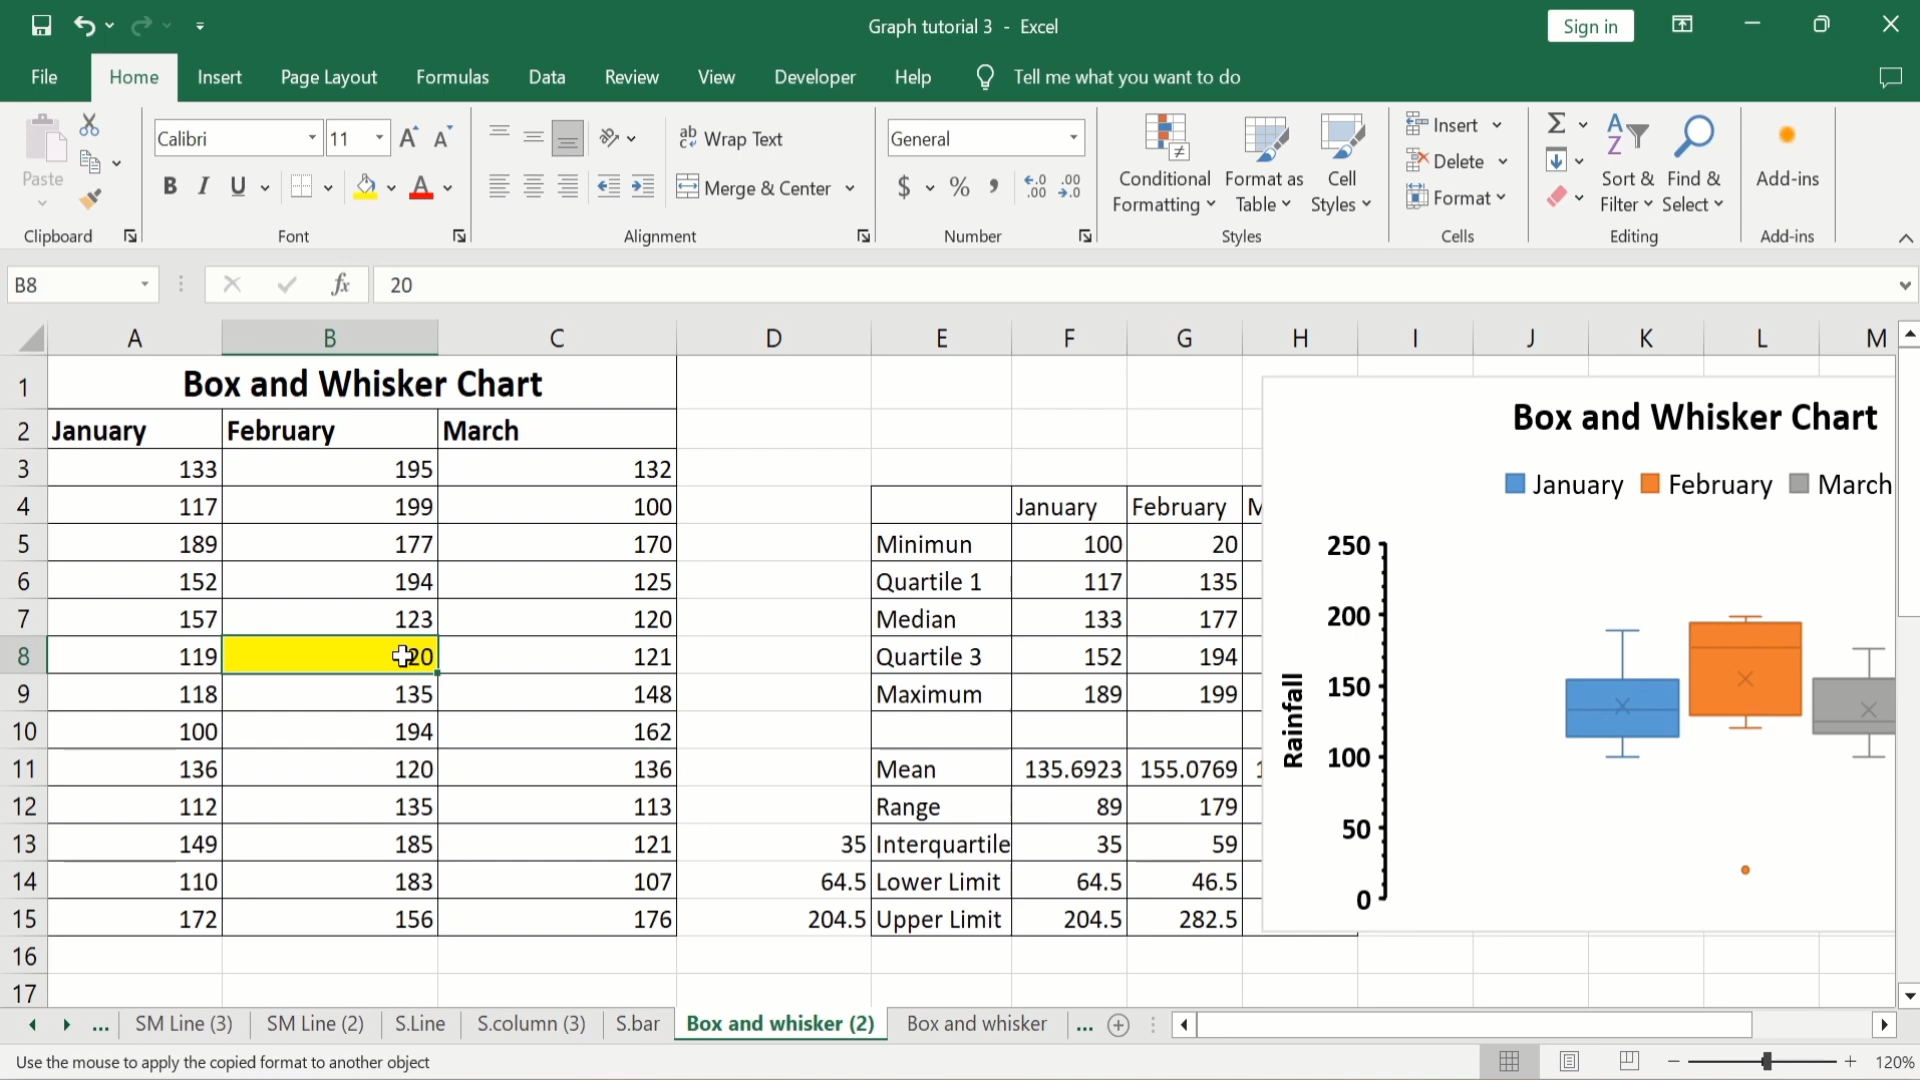 Graph tutorial 3 - Excel
Sign in
File Home Insert Page Layout Formulas Data Review View Developer Help Tell me what you want to do
Paste
Calibri 11
Wrap Text
General
Merge & Center
Conditional Formatting
Format as Table
Cell Styles
Insert
Delete
Format
Sort & Filter
Find & Select
Add-ins
Clipboard Font Alignment Number Styles Cells Editing Add-ins
B8 fx 20
A B C D E F G H I J K L M
1 Box and Whisker Chart
2 January February March
3 133 195 132
4 117 199 100 January February M
5 189 177 170 Minimun 100 20
6 152 194 125 Quartile 1 117 135
7 157 123 120 Median 133 177
8 119 20 121 Quartile 3 152 194
9 118 135 148 Maximum 189 199
10 100 194 162
11 136 120 136 Mean 135.6923 155.0769 1
12 112 135 113 Range 89 179
13 149 185 121 35 Interquartile 35 59
14 110 183 107 64.5 Lower Limit 64.5 46.5
15 172 156 176 204.5 Upper Limit 204.5 282.5
16
17
Box and Whisker Chart
January February March
Rainfall
250
200
150
100
50
0
... SM Line (3) SM Line (2) S.Line S.column (3) S.bar Box and whisker (2) Box and whisker ...
Use the mouse to apply the copied format to another object
120%